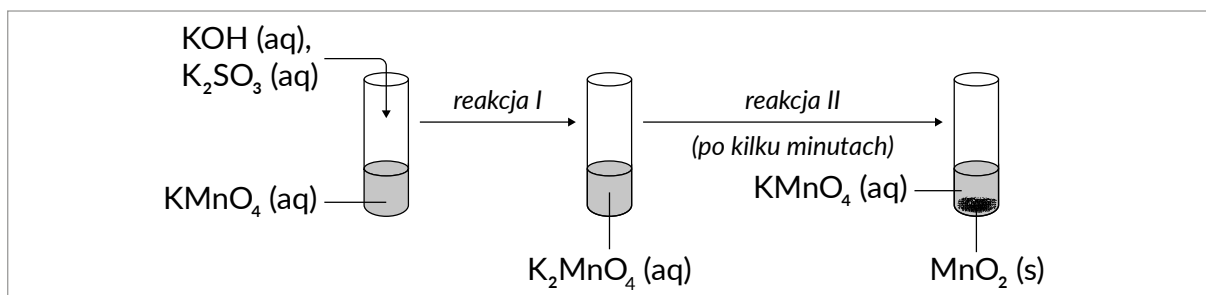 KOH (aq),
K₂SO₃ (aq)
reakcja I
reakcja II
(po kilku minutach)
KMnO₄ (aq)
KMnO₄ (aq)
K₂MnO₄ (aq)
MnO₂ (s)